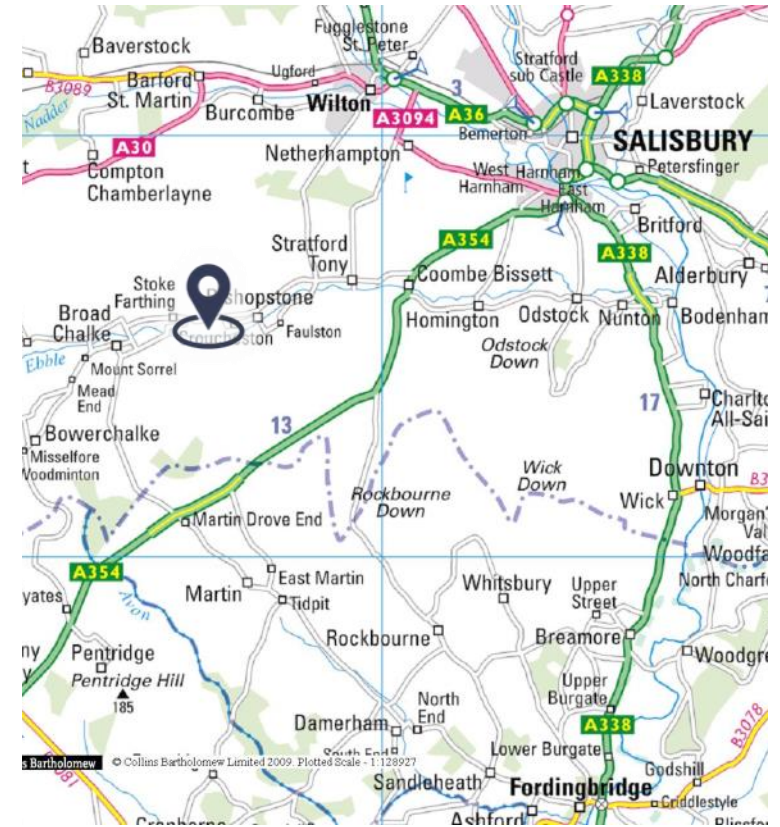 Fugglestone
St. Peter
Baverstock
Stratford
sub Castle
A338
Ugford
Barford
St. Martin
B3089
Wilton
3
Laverstock
Nadder
Burcombe
A3094
A36
Bemerton
SALISBURY
A30
Netherhampton
Petersfinger
Compton
Chamberlayne
West
Harnham
Harnham
East
Britford
Stratford
Tony
A354
A338
Alderbury
Stoke
Farthing
Coombe Bissett
Broad
Chalke
Faulston
Homington
Odstock
Nunton
Bodenham
Ebble
Mount Sorrel
Odstock
Down
Mead
End
17
Bowerchalke
13
Misselfore
Woodminton
Wick
Down
Downton
Rockbourne
Down
Wick
Martin Drove End
A354
East Martin
Martin
Tidpit
Whitsbury
Upper
Street
Avon
Rockbourne
Breamore
Pentridge
Pentridge Hill
185
Upper
Burgate
North
End
A338
Damerham
Lower Burgate
B3078
s Bartholomew
© Collins Bartholomew Limited 2009. Plotted Scale - 1:128927
B3081
Sandleheath
Godshill
Fordingbridge
Criddlestyle
Ashford